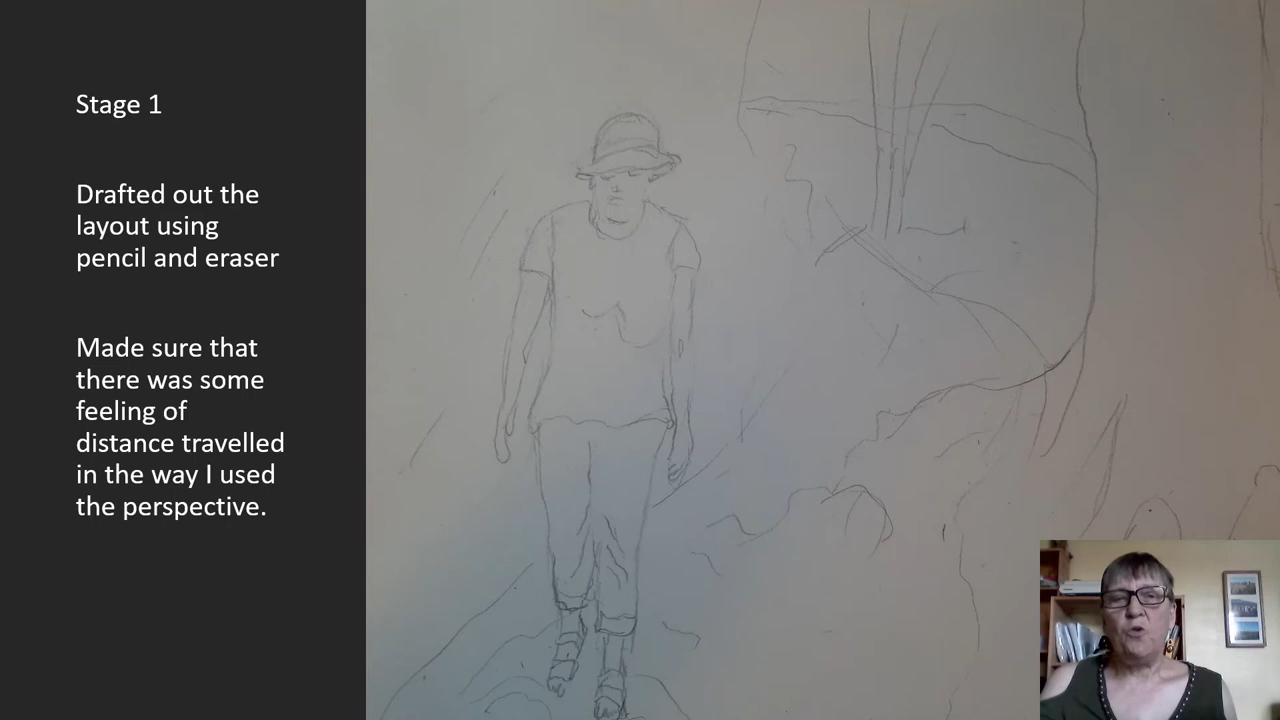 Stage 1
Drafted out the
layout using
pencil and eraser
Made sure that
there was some
feeling of
distance travelled
in the way I used
the perspective.